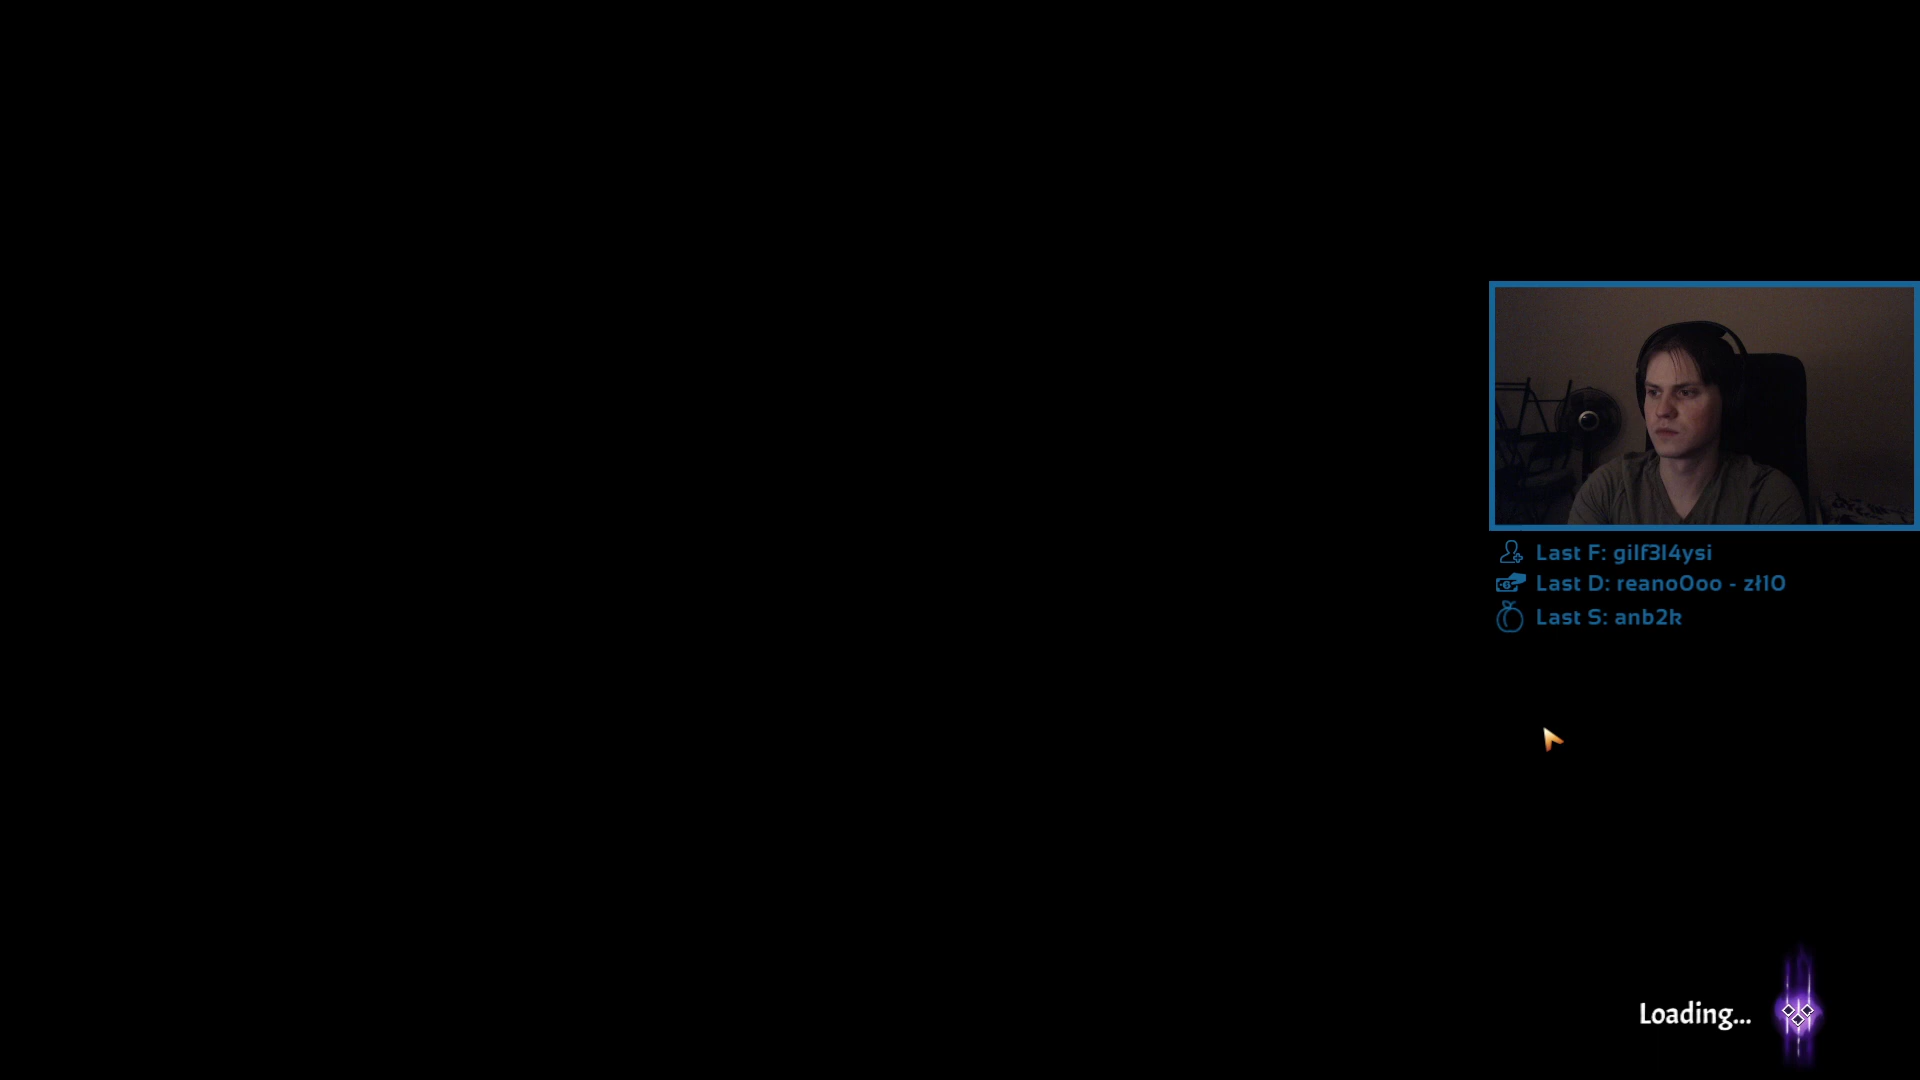 Last F: gilf3l4ysi
Last D: reano0oo - zł10
Last S: anb2k
Loading...